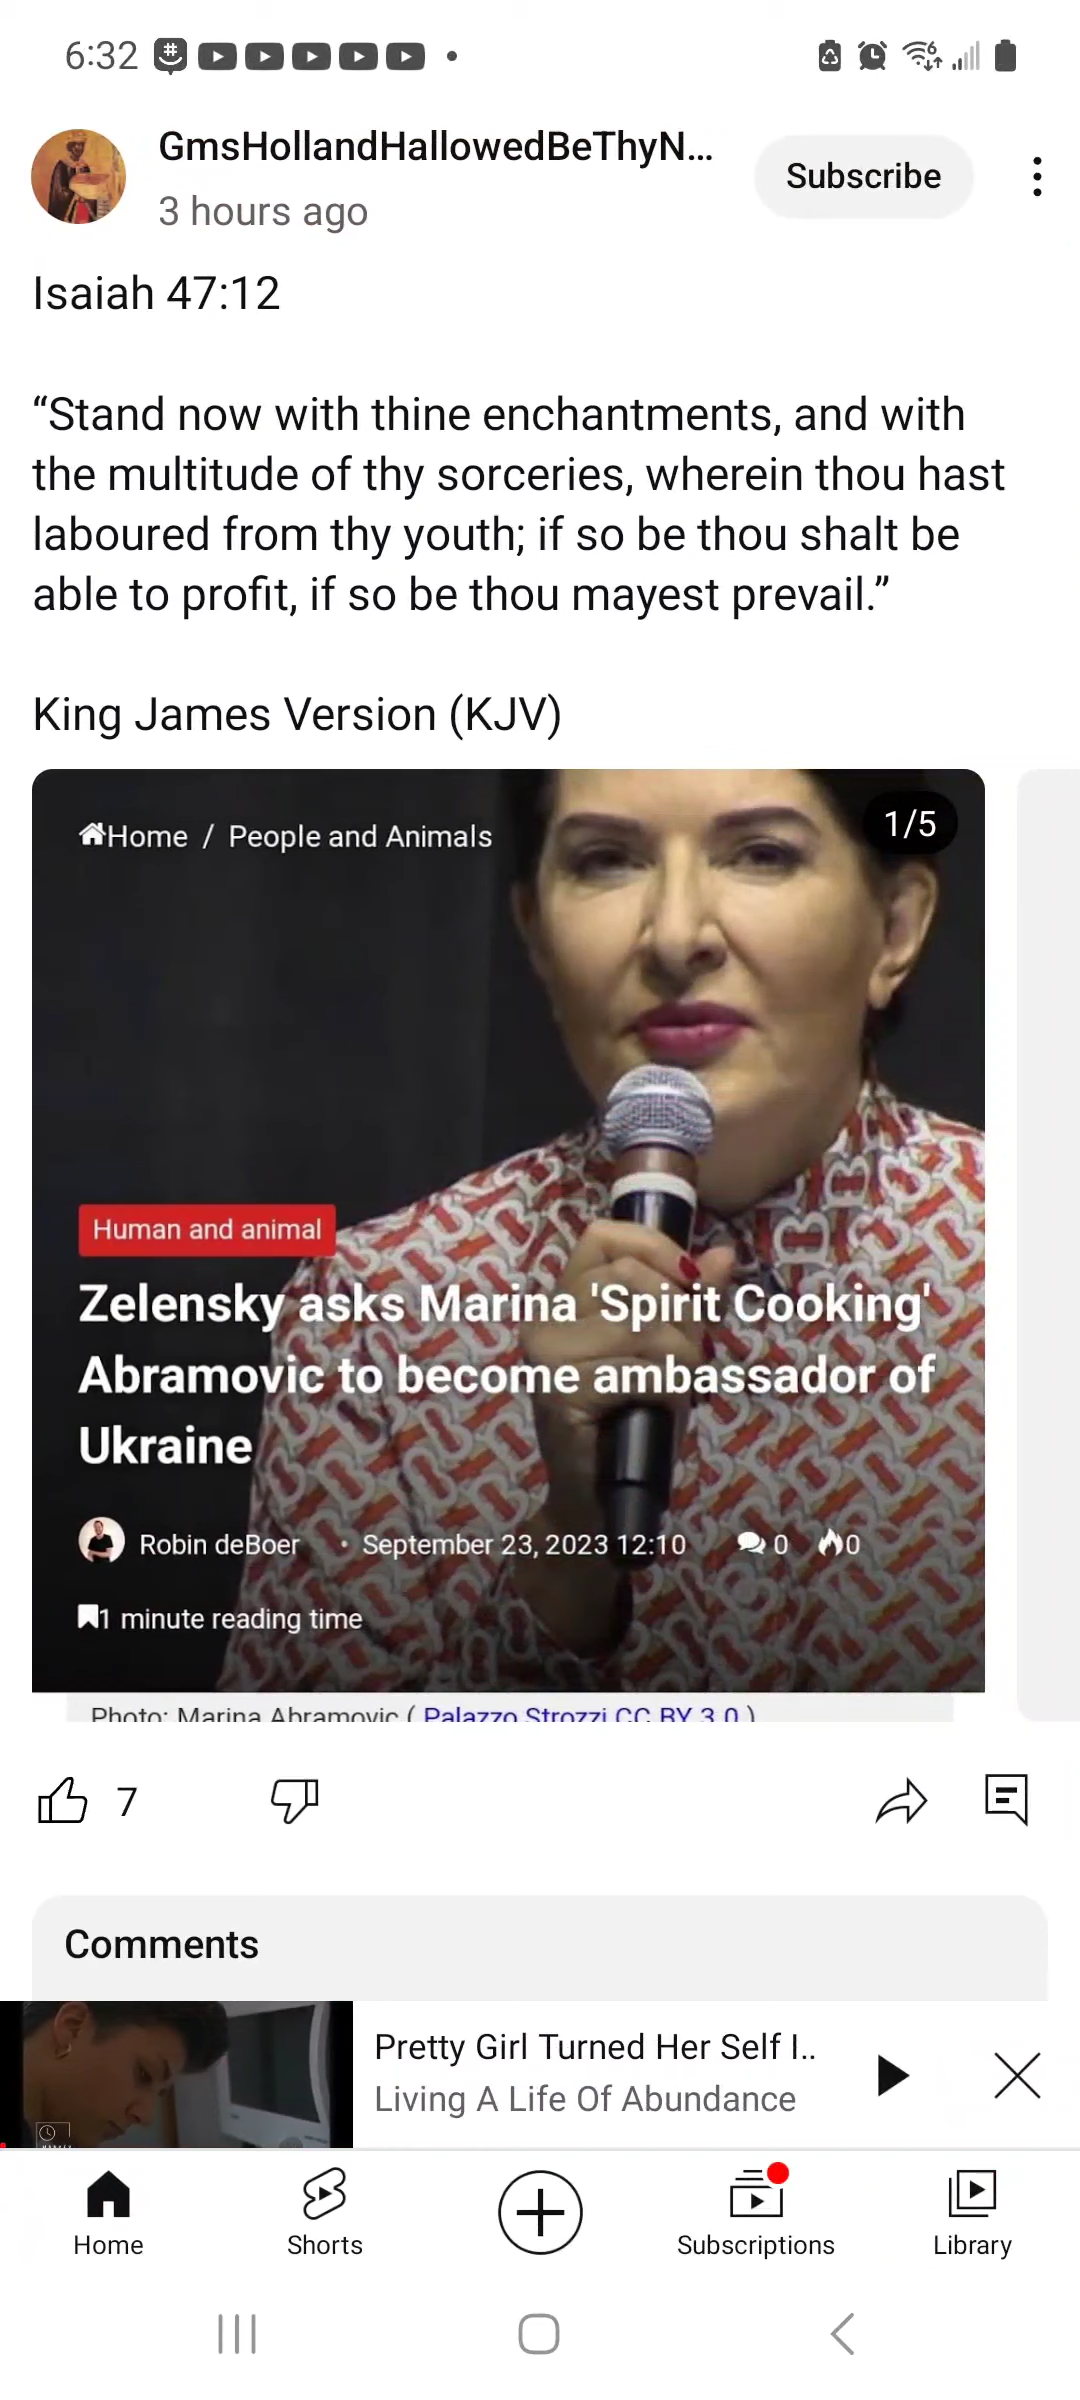 6:32
GmsHollandHallowedBeThyN...
3 hours ago
Subscribe
Isaiah 47:12
“Stand now with thine enchantments, and with
the multitude of thy sorceries, wherein thou hast
laboured from thy youth; if so be thou shalt be
able to profit, if so be thou mayest prevail.”
King James Version (KJV)
Home / People and Animals
1/5
Human and animal
Zelensky asks Marina 'Spirit Cooking'
Abramovic to become ambassador of
Ukraine
Robin deBoer • September 23, 2023 12:10 0 0
1 minute reading time
Photo: Marina Abramovic ( Palazzo Strozzi CC BY 3.0 )
7
Comments
Pretty Girl Turned Her Self I..
Living A Life Of Abundance
Home
Shorts
Subscriptions
Library